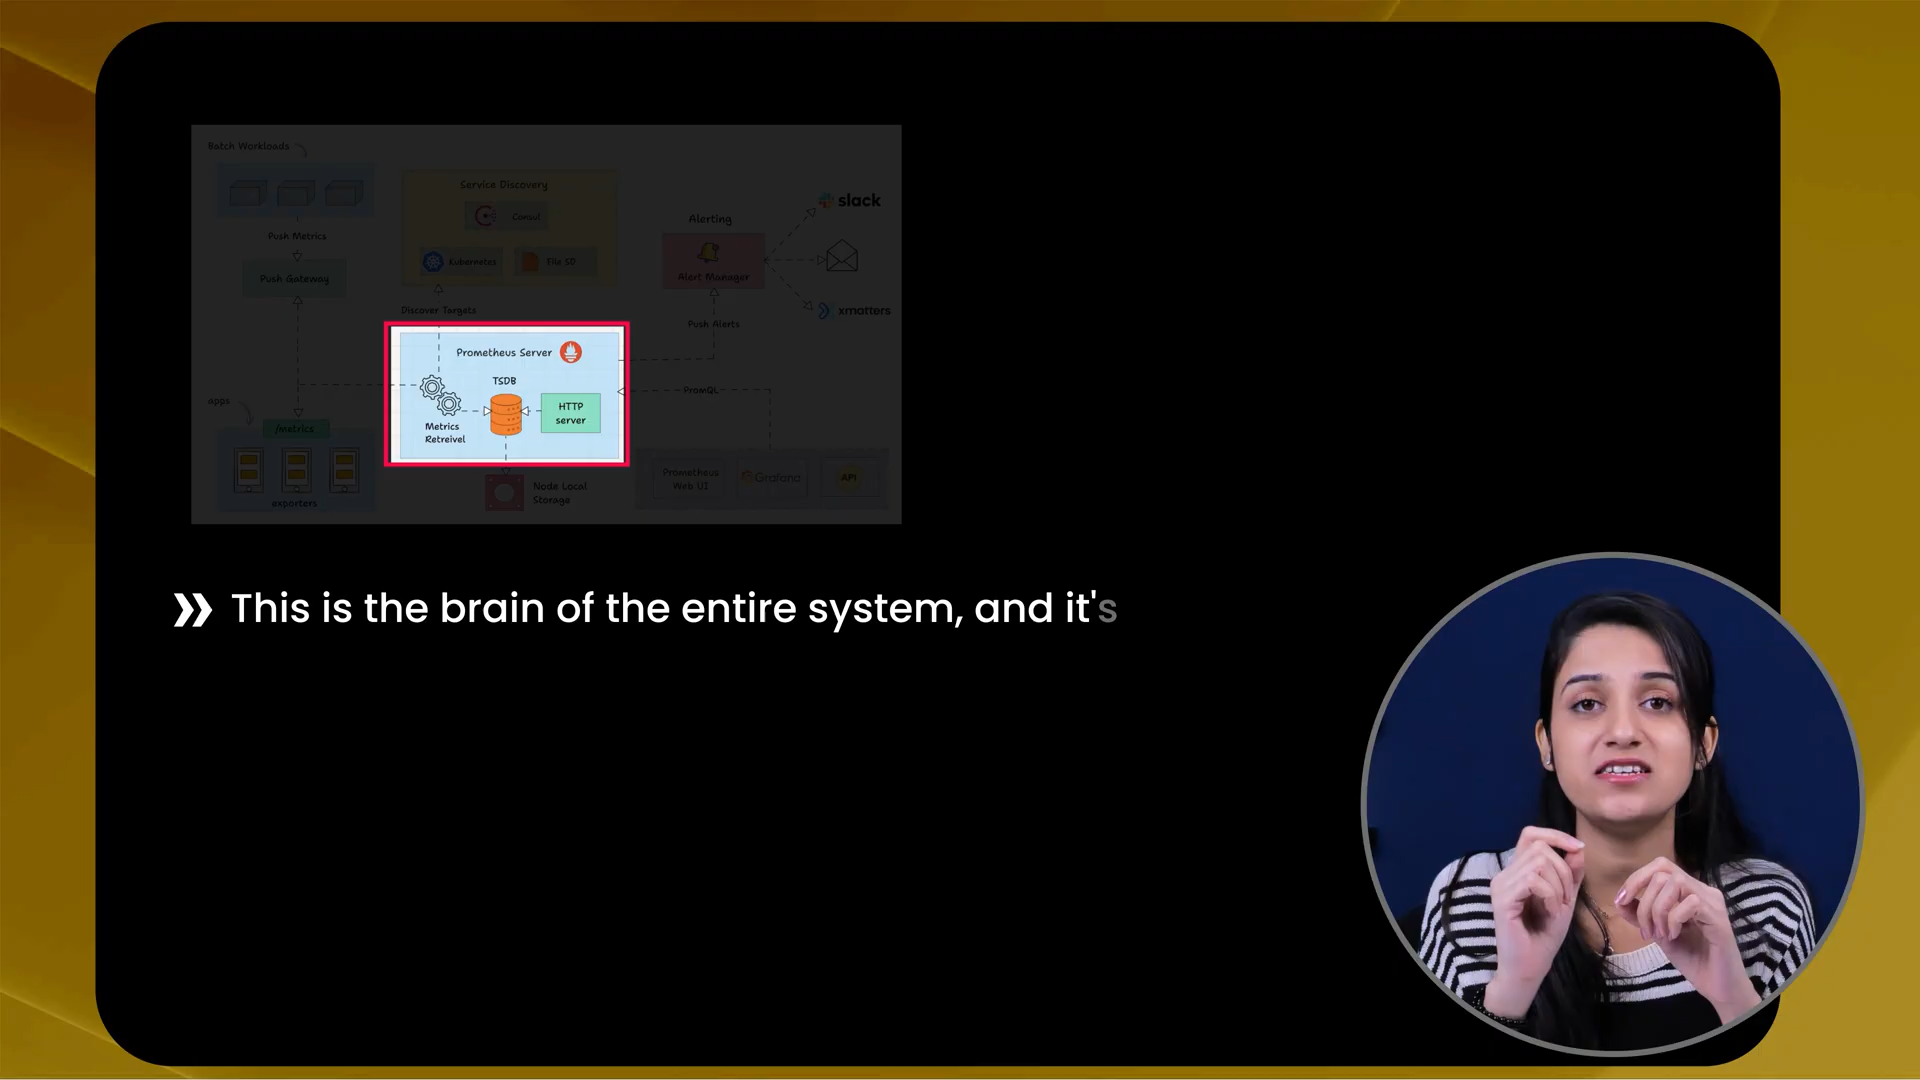 Batch Workloads
Service Discovery
Consul
Kubernetes
File SD
Push Metrics
Push Gateway
Discover Targets
Alerting
Alert Manager
slack
xmatters
Push Alerts
Prometheus Server
TSDB
HTTP
server
Metrics
Retreivel
PromQL
apps
/metrics
exporters
Node Local
Storage
Prometheus
Web UI
Grafana
API
This is the brain of the entire system, and it's